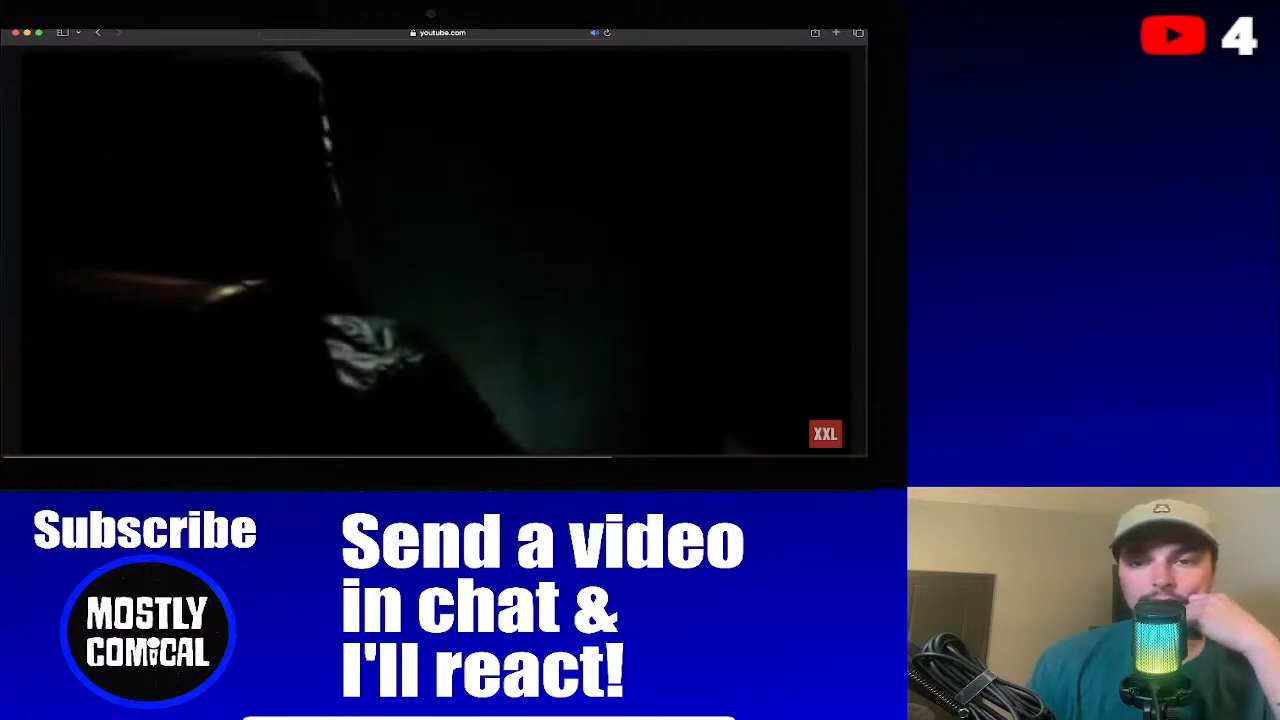 youtube.com
4
XXL
Subscribe
MOSTLY
COMICAL
Send a video
in chat &
I'll react!